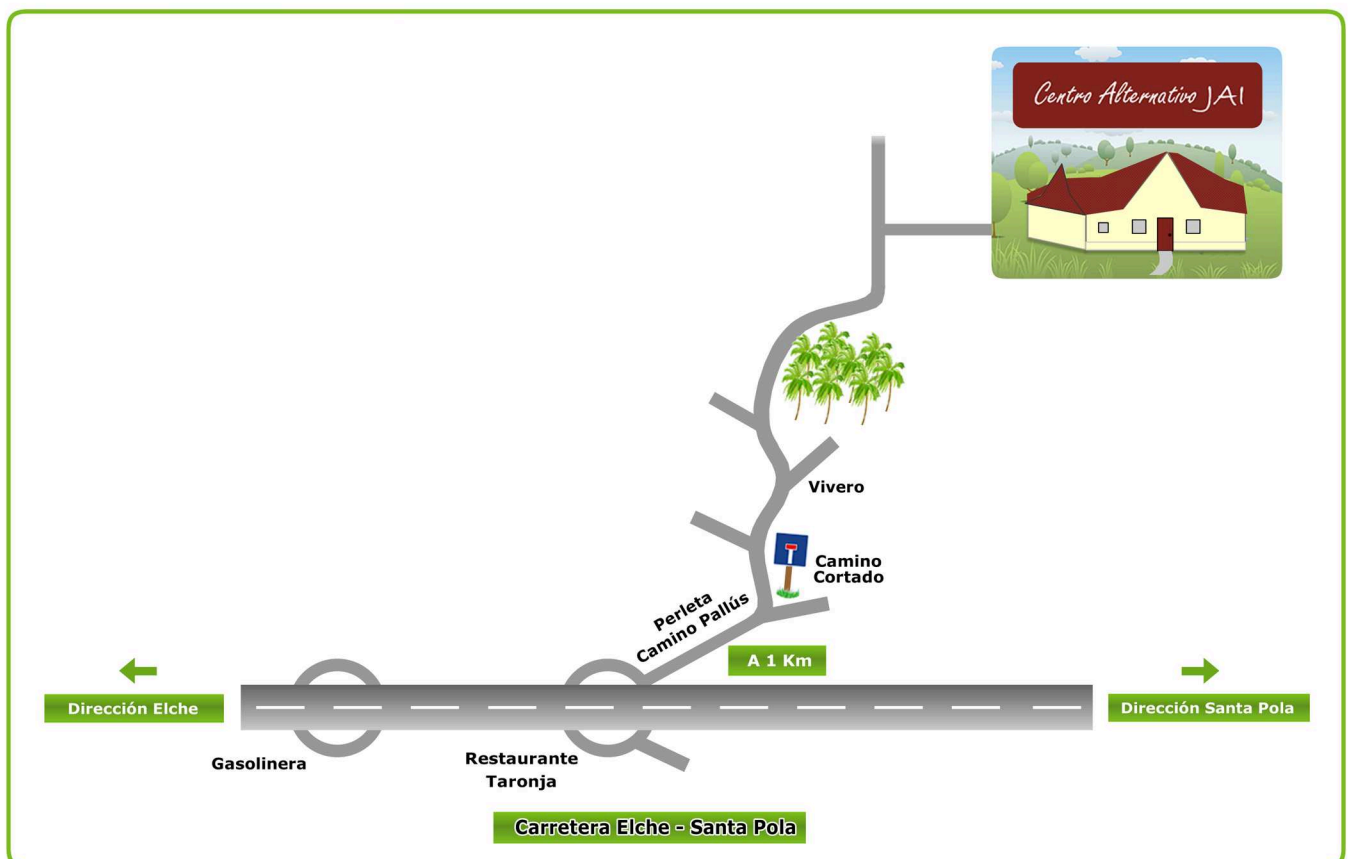 Centro Alternativo JAI
Vivero
Camino
Cortado
Perleta
Camino Pallús
A 1 Km
Dirección Elche
Dirección Santa Pola
Gasolinera
Restaurante
Taronja
Carretera Elche - Santa Pola